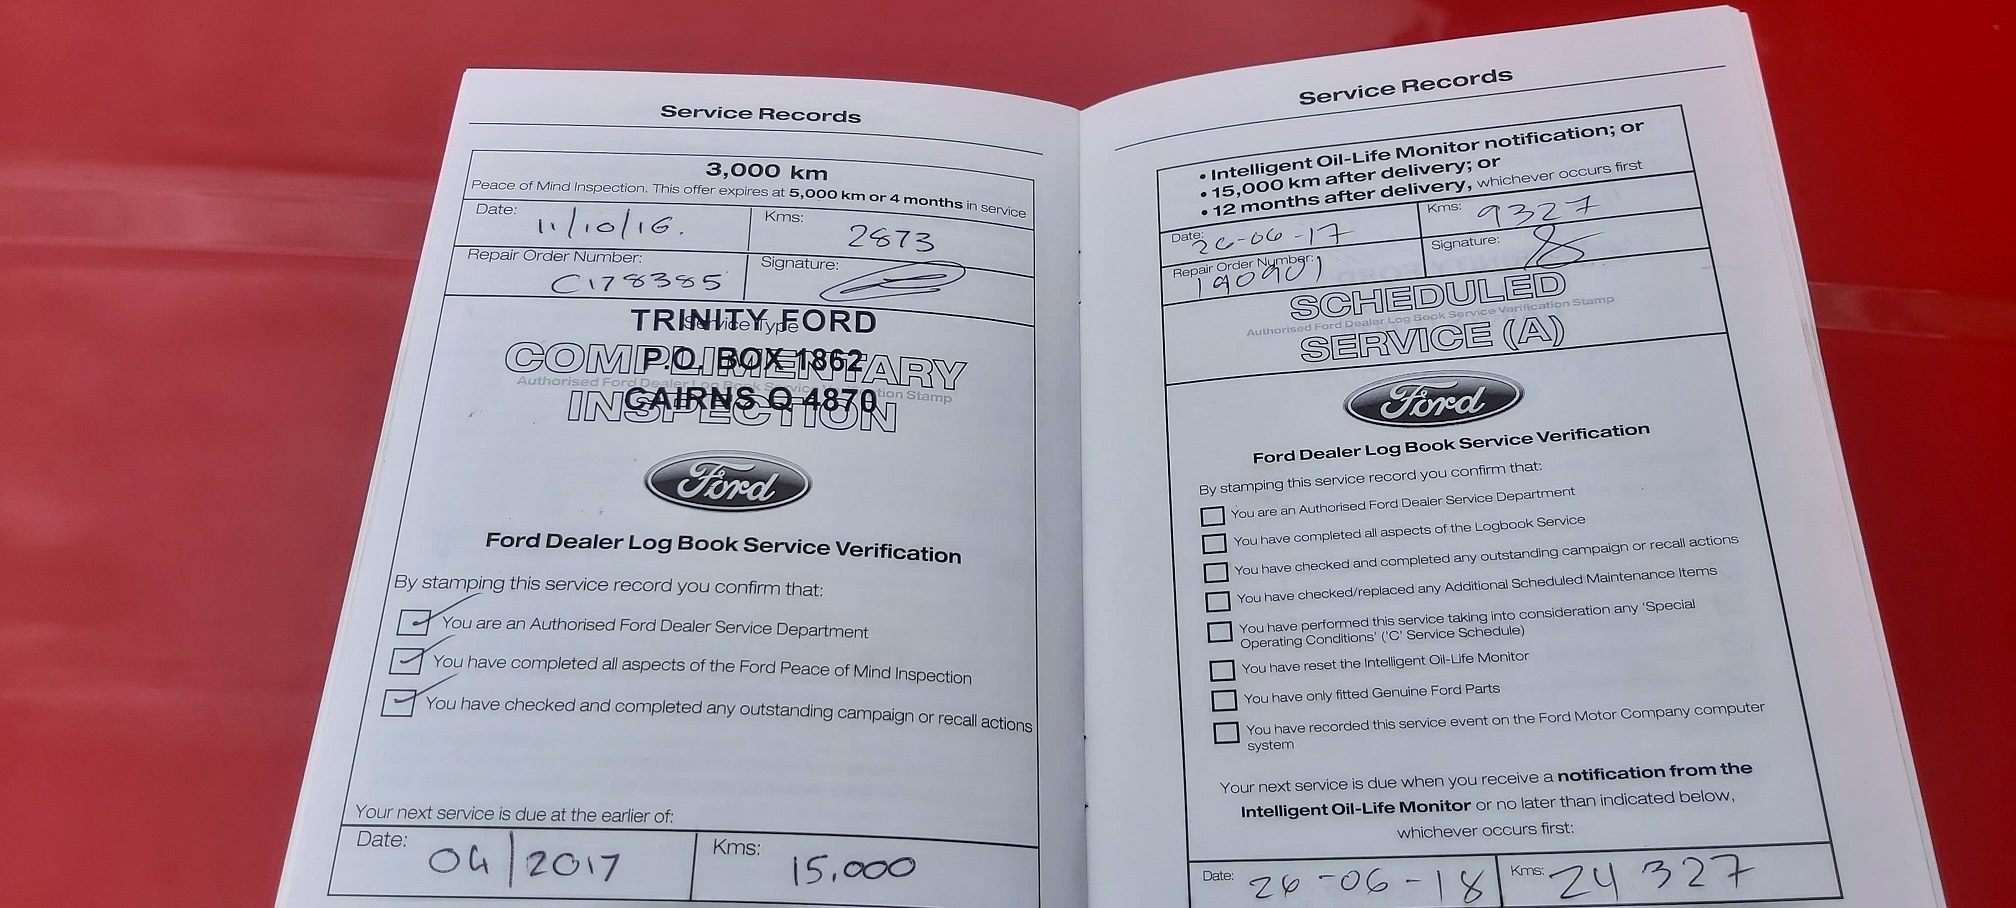 Service Records
3,000 km
Peace of Mind Inspection. This offer expires at 5,000 km or 4 months in service
Date: 11/10/16. Kms: 2873
Repair Order Number: C178385 Signature:
TRINITY FORD
Service Type
COMPLIMENTARY
P.O. BOX 1862
Authorised Ford Dealer Log Book Service Verification Stamp
CAIRNS Q 4870
INSPECTION
Ford
Ford Dealer Log Book Service Verification
By stamping this service record you confirm that:
You are an Authorised Ford Dealer Service Department
You have completed all aspects of the Ford Peace of Mind Inspection
You have checked and completed any outstanding campaign or recall actions
Your next service is due at the earlier of:
Date: 04/2017 Kms: 15,000
Service Records
• Intelligent Oil-Life Monitor notification; or
• 15,000 km after delivery; or
• 12 months after delivery, whichever occurs first
Date: 26-06-17 Kms: 9327
Repair Order Number: 190901 Signature:
SCHEDULED
Authorised Ford Dealer Log Book Service Verification Stamp
SERVICE (A)
Ford
Ford Dealer Log Book Service Verification
By stamping this service record you confirm that:
You are an Authorised Ford Dealer Service Department
You have completed all aspects of the Logbook Service
You have checked and completed any outstanding campaign or recall actions
You have checked/replaced any Additional Scheduled Maintenance Items
You have performed this service taking into consideration any 'Special
Operating Conditions' ('C' Service Schedule)
You have reset the Intelligent Oil-Life Monitor
You have only fitted Genuine Ford Parts
You have recorded this service event on the Ford Motor Company computer
system
Your next service is due when you receive a notification from the
Intelligent Oil-Life Monitor or no later than indicated below,
whichever occurs first:
Date: 26-06-18 Kms: 24327